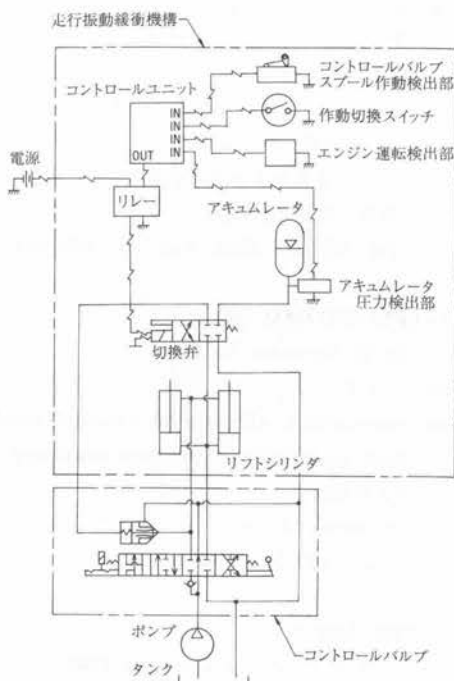 走行振動緩衝機構
コントロールバルブ
スプール作動検出部
コントロールユニット
IN
IN
IN
IN
OUT
作動切換スイッチ
エンジン運転検出部
電源
リレー
アキュムレータ
アキュムレータ
圧力検出部
切換弁
リフトシリンダ
ポンプ
タンク
コントロールバルブ